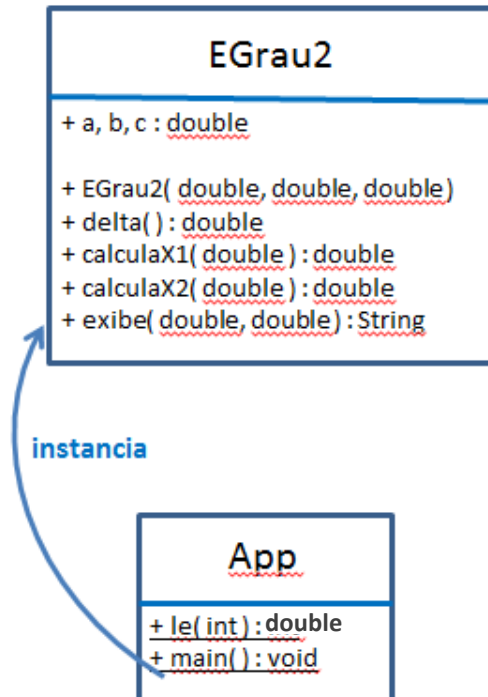 EGrau2
+ a, b, c : double
+ EGrau2( double, double, double)
+ delta( ) : double
+ calculaX1( double ) : double
+ calculaX2( double ) : double
+ exibe( double, double ) : String
instancia
App
+ le( int ) : double
+ main( ) : void